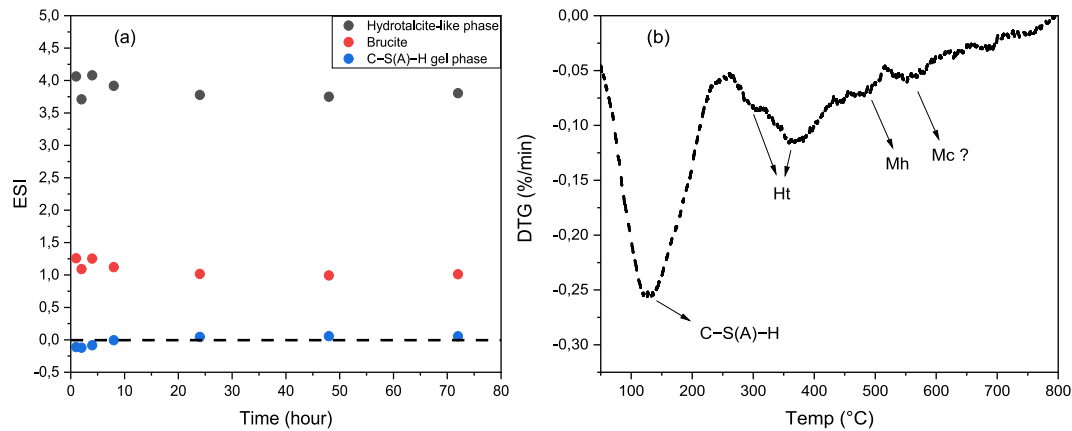 (a)
Hydrotalcite-like phase
Brucite
C−S(A)−H gel phase
5,0
4,5
4,0
3,5
3,0
2,5
2,0
1,5
1,0
0,5
0,0
-0,5
ESI
0
10
20
30
40
50
60
70
80
Time (hour)
(b)
0,00
-0,05
-0,10
-0,15
-0,20
-0,25
-0,30
DTG (%/min)
Ht
Mh
Mc ?
C−S(A)−H
100
200
300
400
500
600
700
800
Temp (°C)